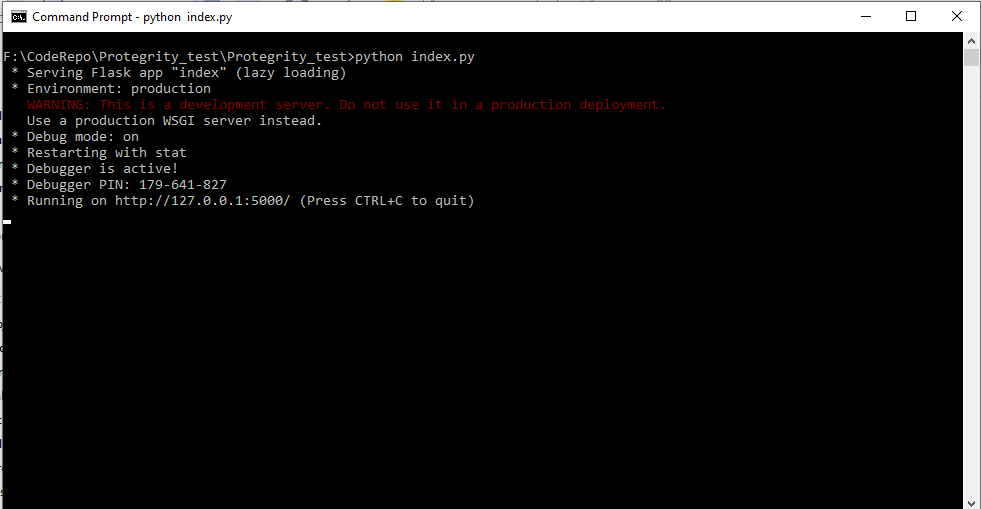 Command Prompt - python  index.py
F:\CodeRepo\Protegrity_test\Protegrity_test>python index.py
 * Serving Flask app "index" (lazy loading)
 * Environment: production
   WARNING: This is a development server. Do not use it in a production deployment.
   Use a production WSGI server instead.
 * Debug mode: on
 * Restarting with stat
 * Debugger is active!
 * Debugger PIN: 179-641-827
 * Running on http://127.0.0.1:5000/ (Press CTRL+C to quit)